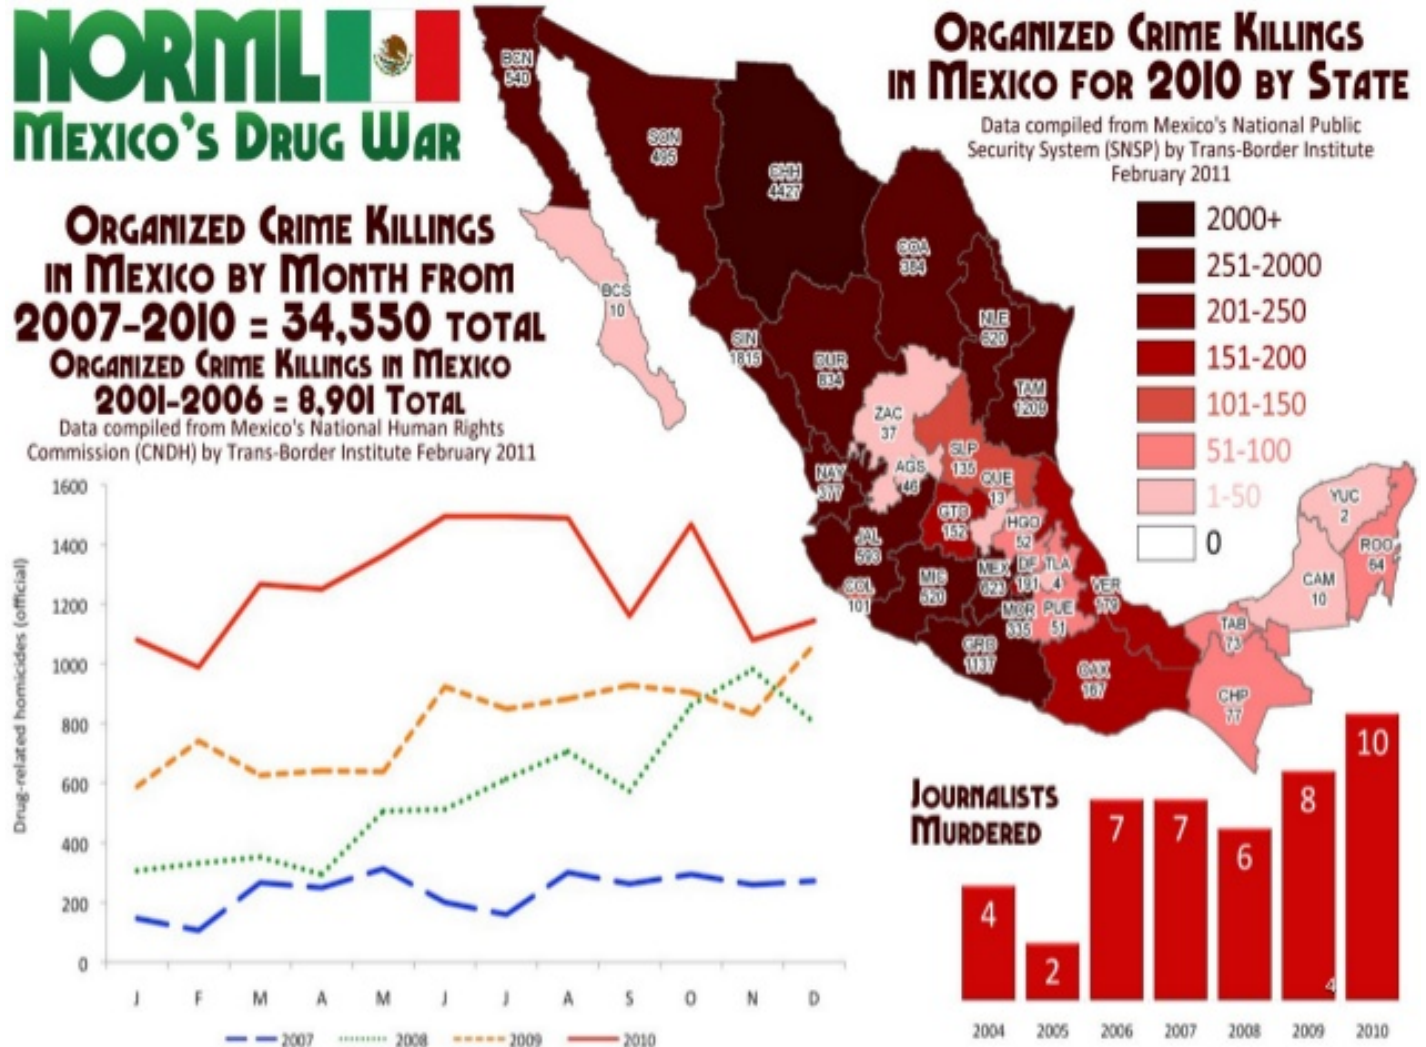 NORML
MEXICO'S DRUG WAR
ORGANIZED CRIME KILLINGS
IN MEXICO BY MONTH FROM
2007-2010 = 34,550 TOTAL
ORGANIZED CRIME KILLINGS IN MEXICO
2001-2006 = 8,901 TOTAL
Data compiled from Mexico's National Human Rights
Commission (CNDH) by Trans-Border Institute February 2011
Drug-related homicides (official)
1600
1400
1200
1000
800
600
400
200
0
J F M A M J J A S O N D
2007 2008 2009 2010
ORGANIZED CRIME KILLINGS
IN MEXICO FOR 2010 BY STATE
Data compiled from Mexico's National Public
Security System (SNSP) by Trans-Border Institute
February 2011
2000+
251-2000
201-250
151-200
101-150
51-100
1-50
0
BCN
540
SON
495
CHH
4427
COA
384
BCS
10
SIN
1815
DUR
834
NLE
620
TAM
1209
ZAC
37
AGS
46
SLP
135
NAY
377
QUE
13
GTO
152
HGO
52
JAL
593
COL
101
MIC
520
MEX
623
DF
191
TLA
4
VER
179
MOR
335
PUE
51
GRO
1137
OAX
167
TAB
73
CHP
77
CAM
10
YUC
2
ROO
64
JOURNALISTS
MURDERED
4
2
7
7
6
8
10
4
2004 2005 2006 2007 2008 2009 2010